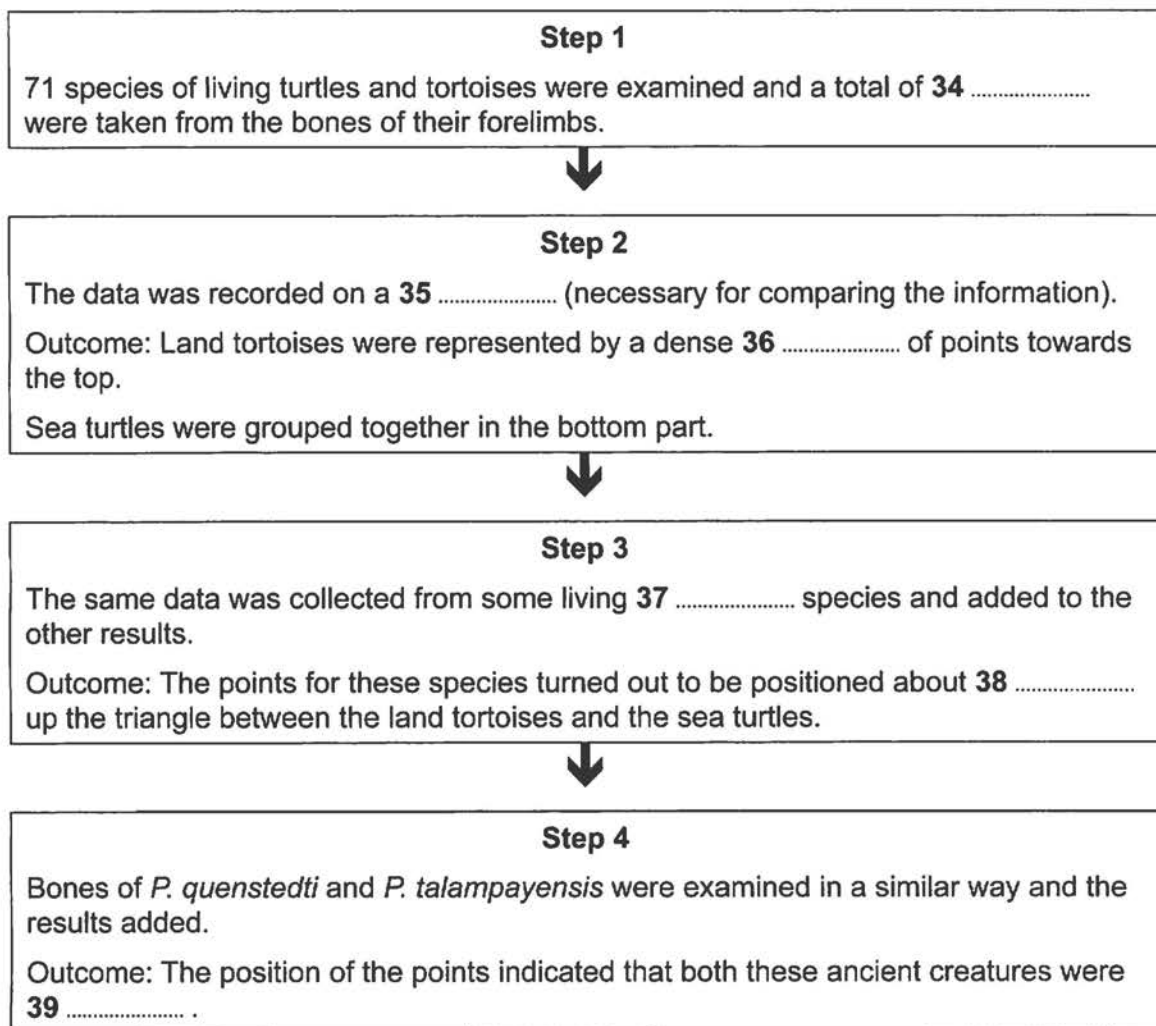 Step 1
71 species of living turtles and tortoises were examined and a total of 34 ......................
were taken from the bones of their forelimbs.
Step 2
The data was recorded on a 35 ...................... (necessary for comparing the information).
Outcome: Land tortoises were represented by a dense 36 ...................... of points towards
the top.
Sea turtles were grouped together in the bottom part.
Step 3
The same data was collected from some living 37 ...................... species and added to the
other results.
Outcome: The points for these species turned out to be positioned about 38 ......................
up the triangle between the land tortoises and the sea turtles.
Step 4
Bones of P. quenstedti and P. talampayensis were examined in a similar way and the
results added.
Outcome: The position of the points indicated that both these ancient creatures were
39 ...................... .